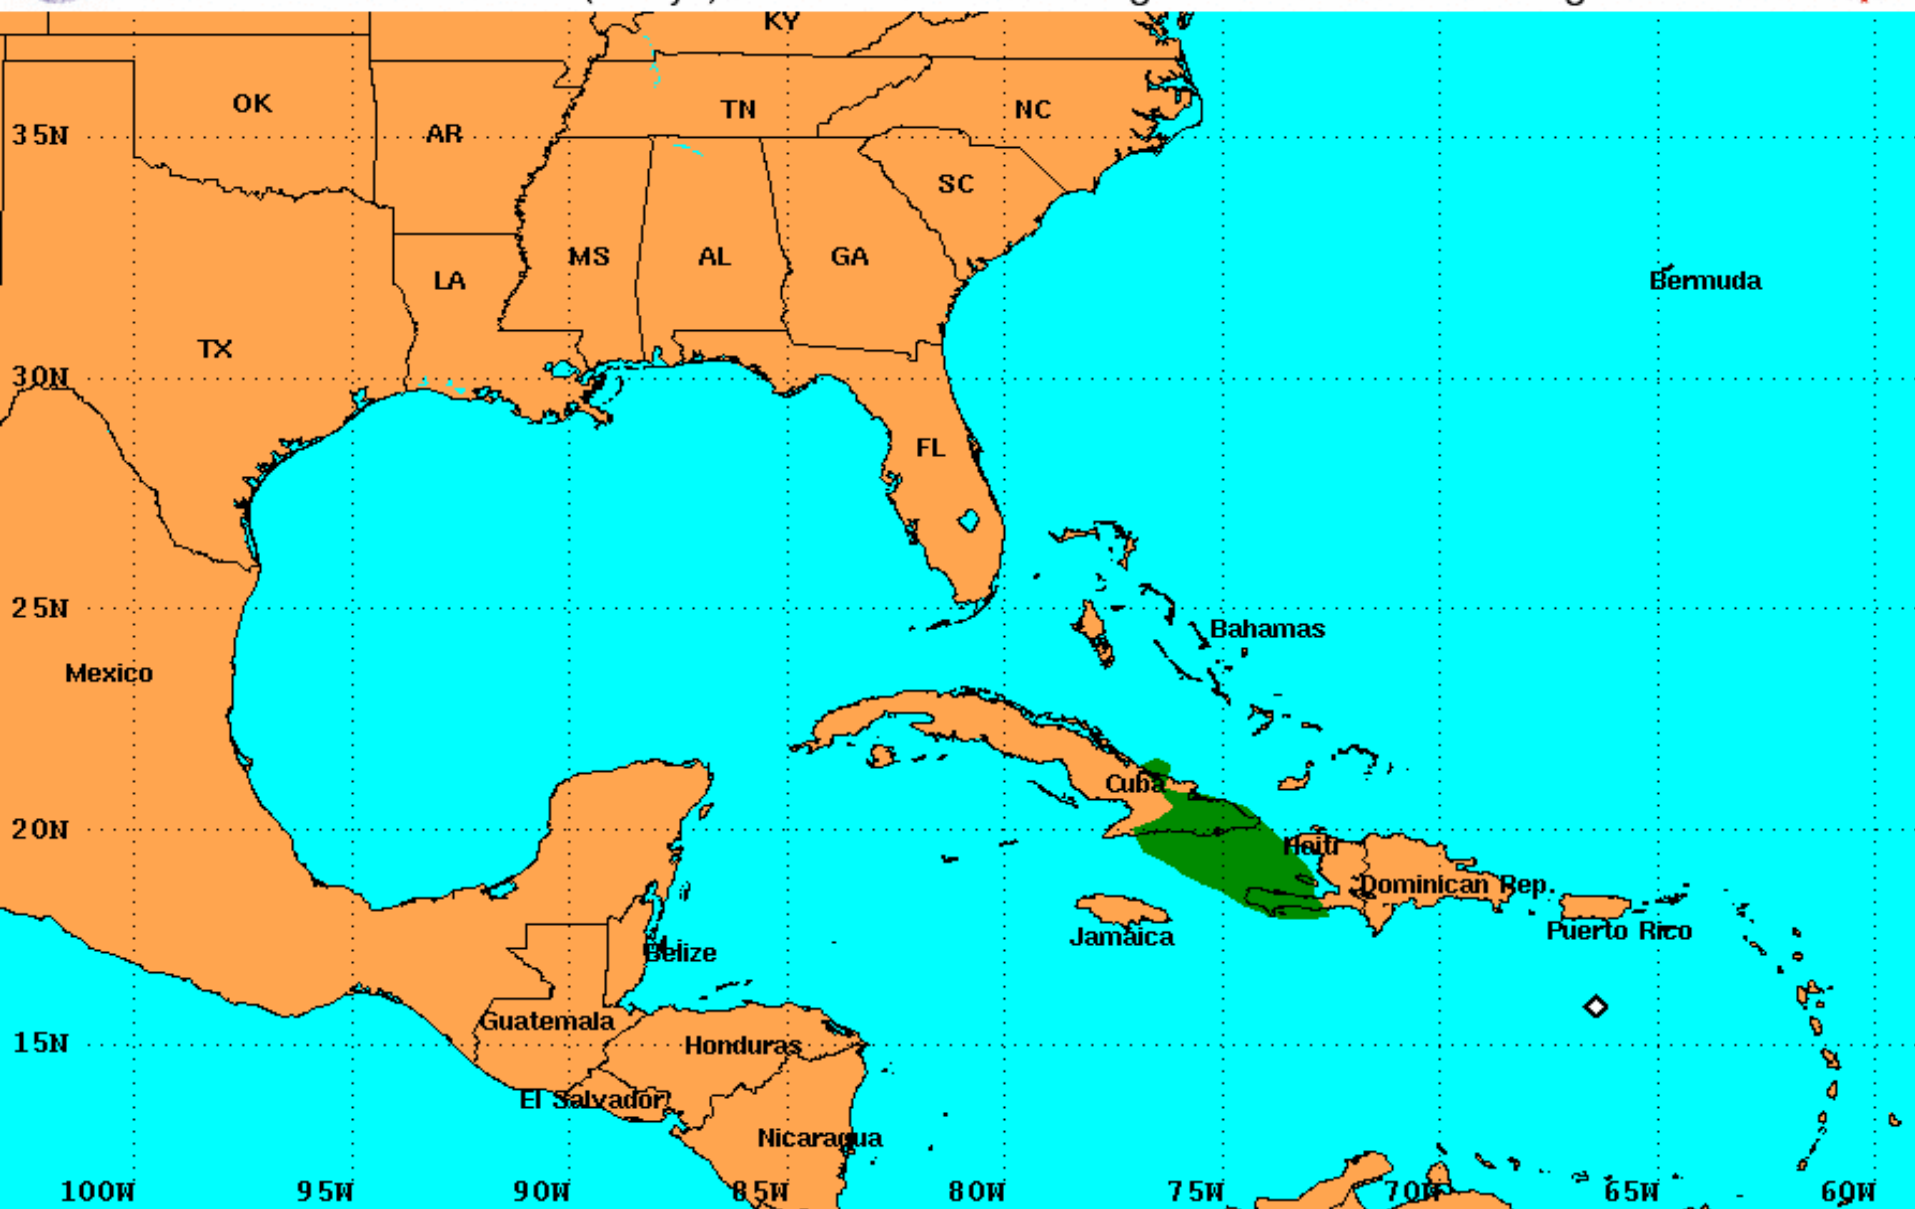 KY
OK
TN
NC
AR
35N
SC
MS
AL
GA
LA
Bermuda
TX
30N
FL
25N
Bahamas
Mexico
Cuba
20N
Haiti
Dominican Rep.
Jamaica
Puerto Rico
Belize
Guatemala
15N
Honduras
El Salvador
Nicaragua
100W 95W 90W 85W 80W 75W 70W 65W 60W